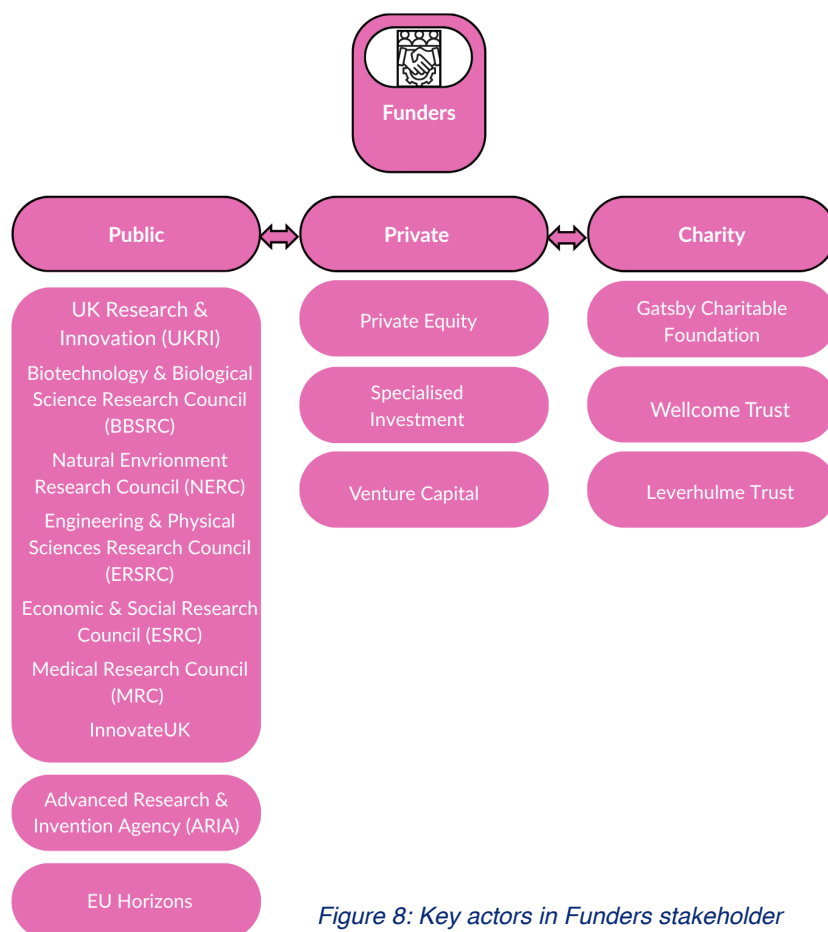 Funders
Public
Private
Charity
UK Research &
Innovation (UKRI)
Biotechnology & Biological
Science Research Council
(BBSRC)
Natural Envrionment
Research Council (NERC)
Engineering & Physical
Sciences Research Council
(ERSRC)
Economic & Social Research
Council (ESRC)
Medical Research Council
(MRC)
InnovateUK
Advanced Research &
Invention Agency (ARIA)
EU Horizons
Private Equity
Specialised
Investment
Venture Capital
Gatsby Charitable
Foundation
Wellcome Trust
Leverhulme Trust
Figure 8: Key actors in Funders stakeholder